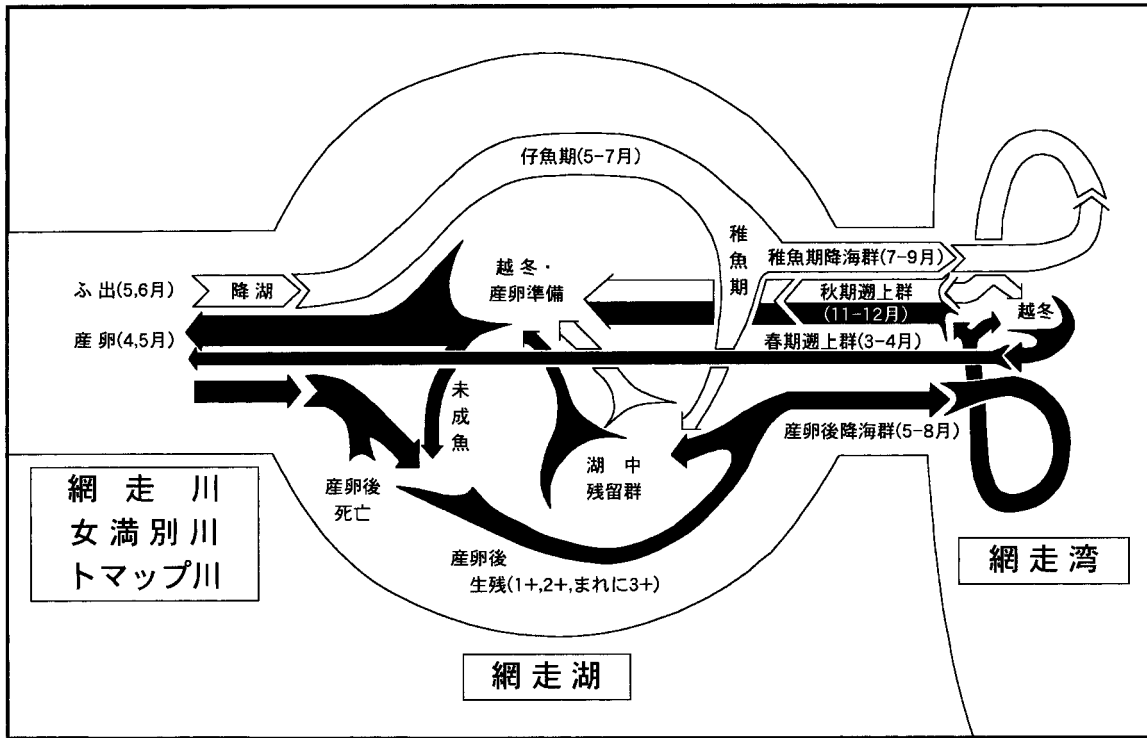 仔魚期(5-7月)
稚魚期
稚魚期降海群(7-9月)
越冬・
産卵準備
ふ出(5,6月)
降湖
秋期遡上群
(11-12月)
越冬
産卵(4,5月)
春期遡上群(3-4月)
未成魚
産卵後降海群(5-8月)
湖中
残留群
産卵後
死亡
産卵後
生残(1+,2+,まれに3+)
網走川
女満別川
トマップ川
網走湾
網走湖